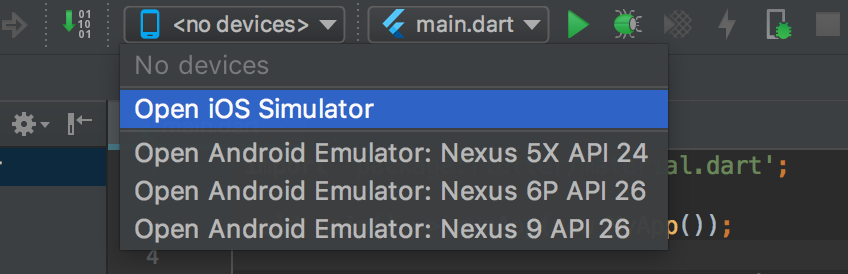 01
10
01
<no devices>
main.dart
No devices
Open iOS Simulator
Open Android Emulator: Nexus 5X API 24
al.dart';
Open Android Emulator: Nexus 6P API 26
Open Android Emulator: Nexus 9 API 26
p());
4